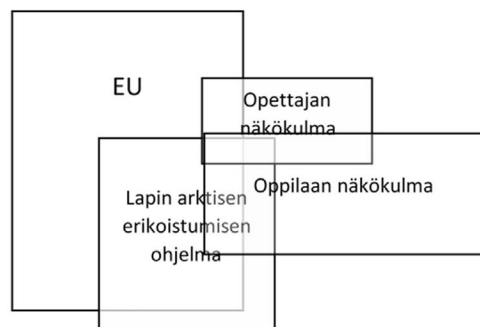 EU
Opettajan
näkökulma
Oppilaan näkökulma
Lapin arktisen
erikoistumisen
ohjelma